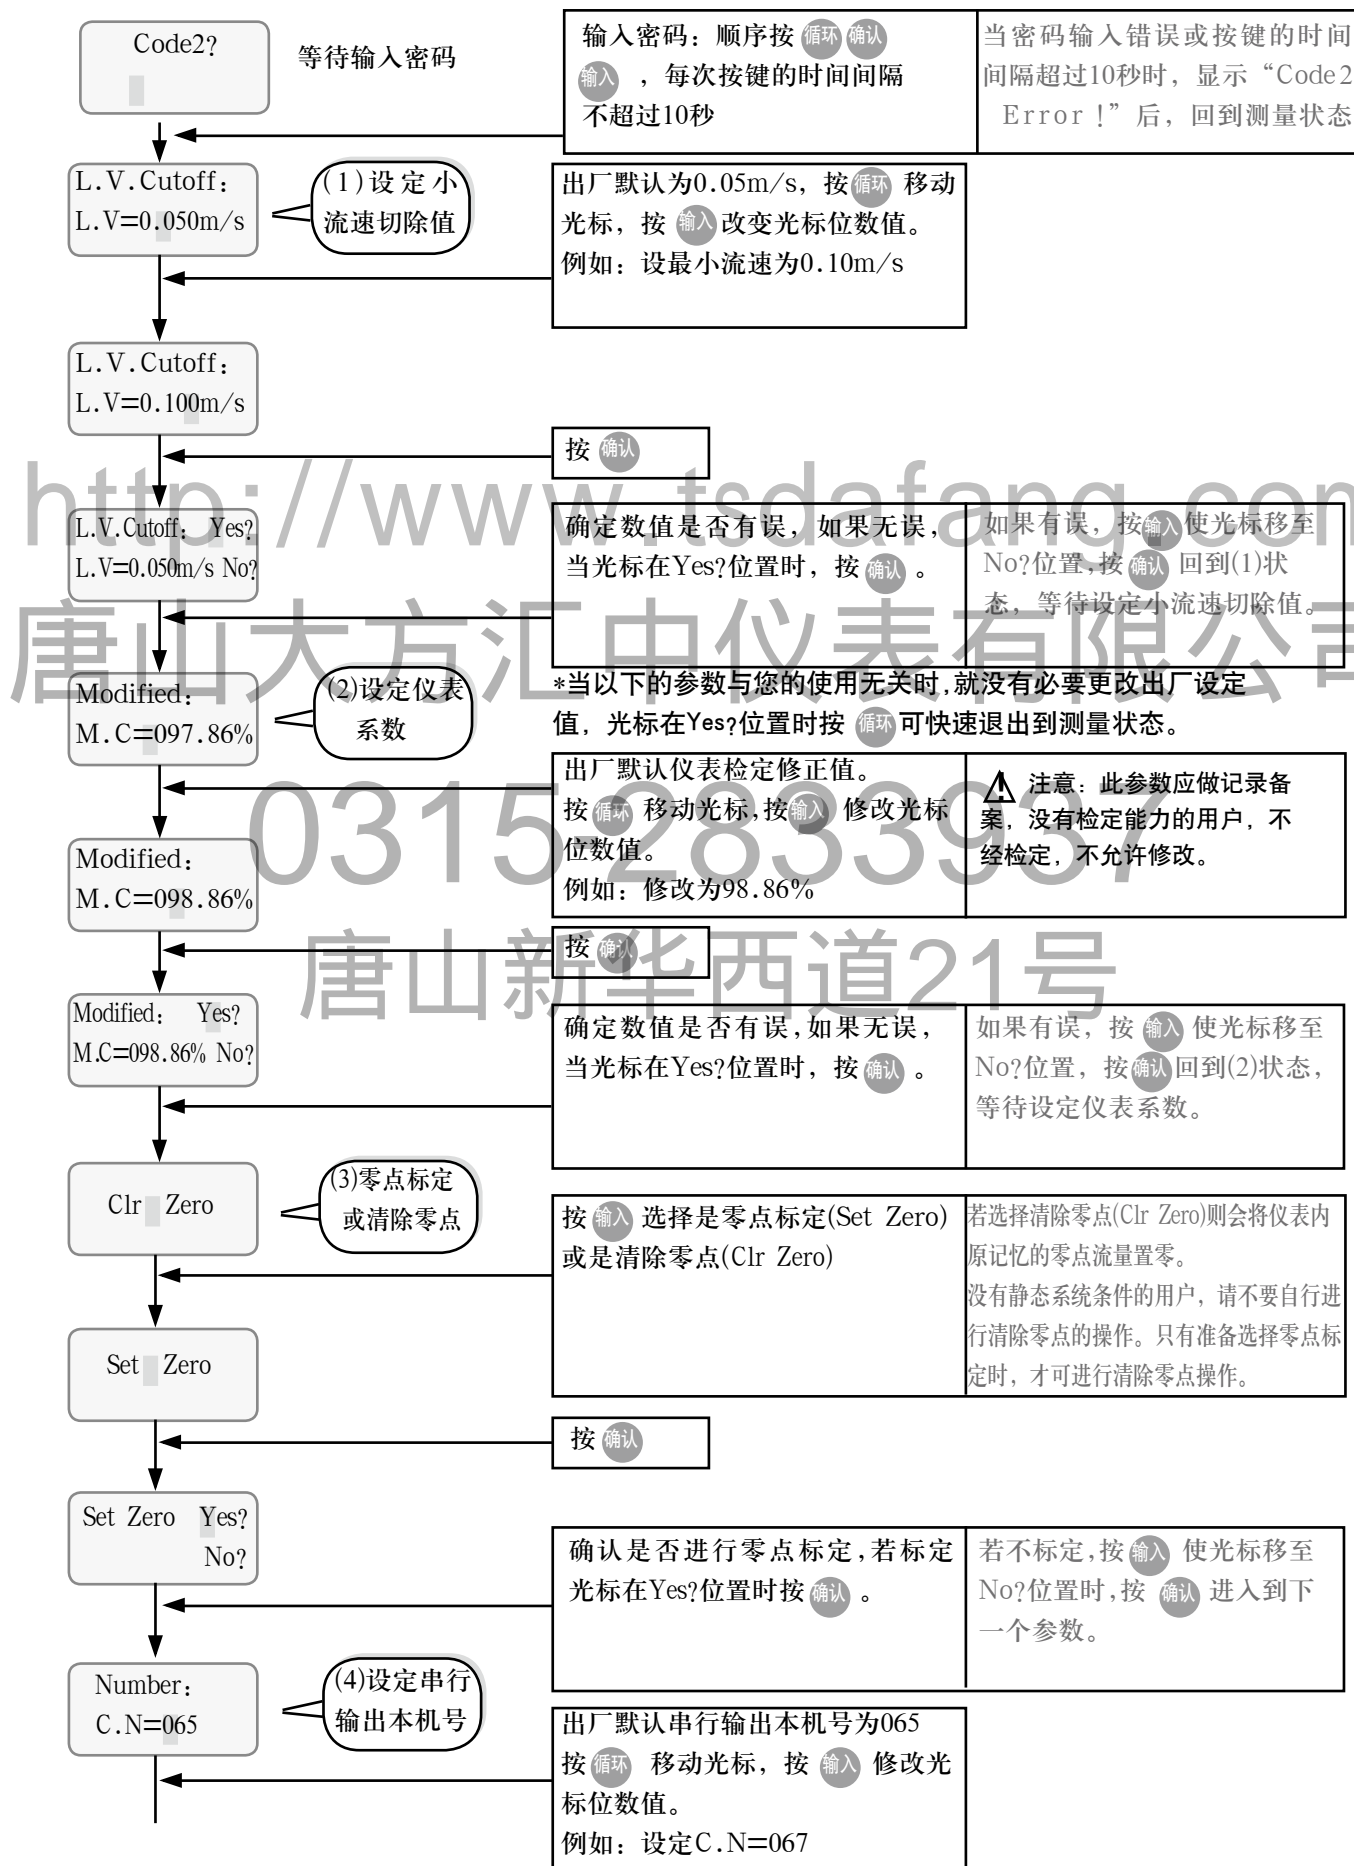 Code2?
等待输入密码
输入密码：顺序按 循环 确认
输入 ，每次按键的时间间隔
不超过10秒
当密码输入错误或按键的时间
间隔超过10秒时，显示“Code2
Error！”后，回到测量状态
L.V.Cutoff：
L.V=0.050m/s
(1)设定小
流速切除值
出厂默认为0.05m/s，按 循环 移动
光标，按 输入 改变光标位数值。
例如：设最小流速为0.10m/s
L.V.Cutoff：
L.V=0.100m/s
按 确认
http://www.tsdafang.com
L.V.Cutoff： Yes?
L.V=0.050m/s No?
确定数值是否有误，如果无误，
当光标在Yes?位置时，按 确认 。
如果有误，按 输入 使光标移至
No?位置,按 确认 回到(1)状
态，等待设定小流速切除值。
唐山大方汇中仪表有限公司
Modified：
M.C=097.86%
(2)设定仪表
系数
*当以下的参数与您的使用无关时,就没有必要更改出厂设定
值，光标在Yes?位置时按 循环 可快速退出到测量状态。
出厂默认仪表检定修正值。
按 循环 移动光标,按 输入 修改光标
位数值。
例如：修改为98.86%
注意：此参数应做记录备
案，没有检定能力的用户，不
经检定，不允许修改。
0315-2833937
Modified：
M.C=098.86%
按 确认
唐山新华西道21号
Modified： Yes?
M.C=098.86% No?
确定数值是否有误,如果无误，
当光标在Yes?位置时，按 确认 。
如果有误，按 输入 使光标移至
No?位置，按 确认 回到(2)状态，
等待设定仪表系数。
Clr Zero
(3)零点标定
或清除零点
按 输入 选择是零点标定(Set Zero)
或是清除零点(Clr Zero)
若选择清除零点(Clr Zero)则会将仪表内
原记忆的零点流量置零。
没有静态系统条件的用户，请不要自行进
行清除零点的操作。只有准备选择零点标
定时，才可进行清除零点操作。
Set Zero
按 确认
Set Zero Yes?
No?
确认是否进行零点标定,若标定
光标在Yes?位置时按 确认 。
若不标定,按 输入 使光标移至
No?位置时,按 确认 进入到下
一个参数。
Number：
C.N=065
(4)设定串行
输出本机号
出厂默认串行输出本机号为065
按 循环 移动光标，按 输入 修改光
标位数值。
例如：设定C.N=067